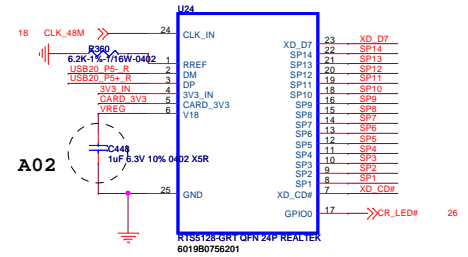 U24
18 CLK_48M 24 CLK_IN
R360
6.2K-1%-1/16W-0402
1 RREF
USB20_P5-_R 2 DM
USB20_P5+_R 3 DP
3V3_IN 4 3V3_IN
CARD_3V3 5 CARD_3V3
VREG 6 V18
C448
1uF 6.3V 10% 0402 X5R
A02
25 GND
XD_D7 23 XD_D7
SP14 22 SP14
SP13 21 SP13
SP12 20 SP12
SP11 19 SP11
SP10 18 SP10
SP9 16 SP9
SP8 15 SP8
SP7 14 SP7
SP6 13 SP6
SP5 12 SP5
SP4 11 SP4
SP3 10 SP3
SP2 9 SP2
SP1 8 SP1
XD_CD# 7 XD_CD#
GPIO0 17 CR_LED# 26
RTS5128-GRT QFN 24P REALTEK
6019B0756201